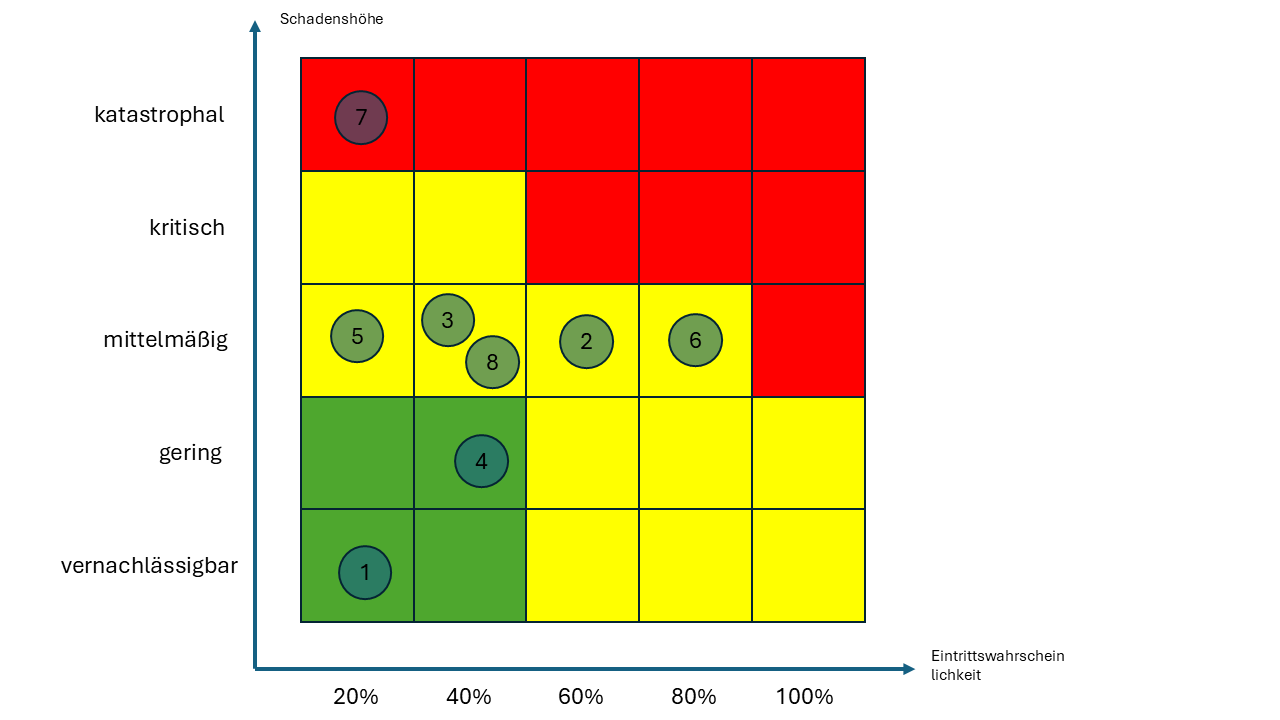 Schadenshöhe
katastrophal
7
kritisch
mittelmäßig
5
3
8
2
6
gering
4
vernachlässigbar
1
Eintrittswahrschein
lichkeit
20%
40%
60%
80%
100%